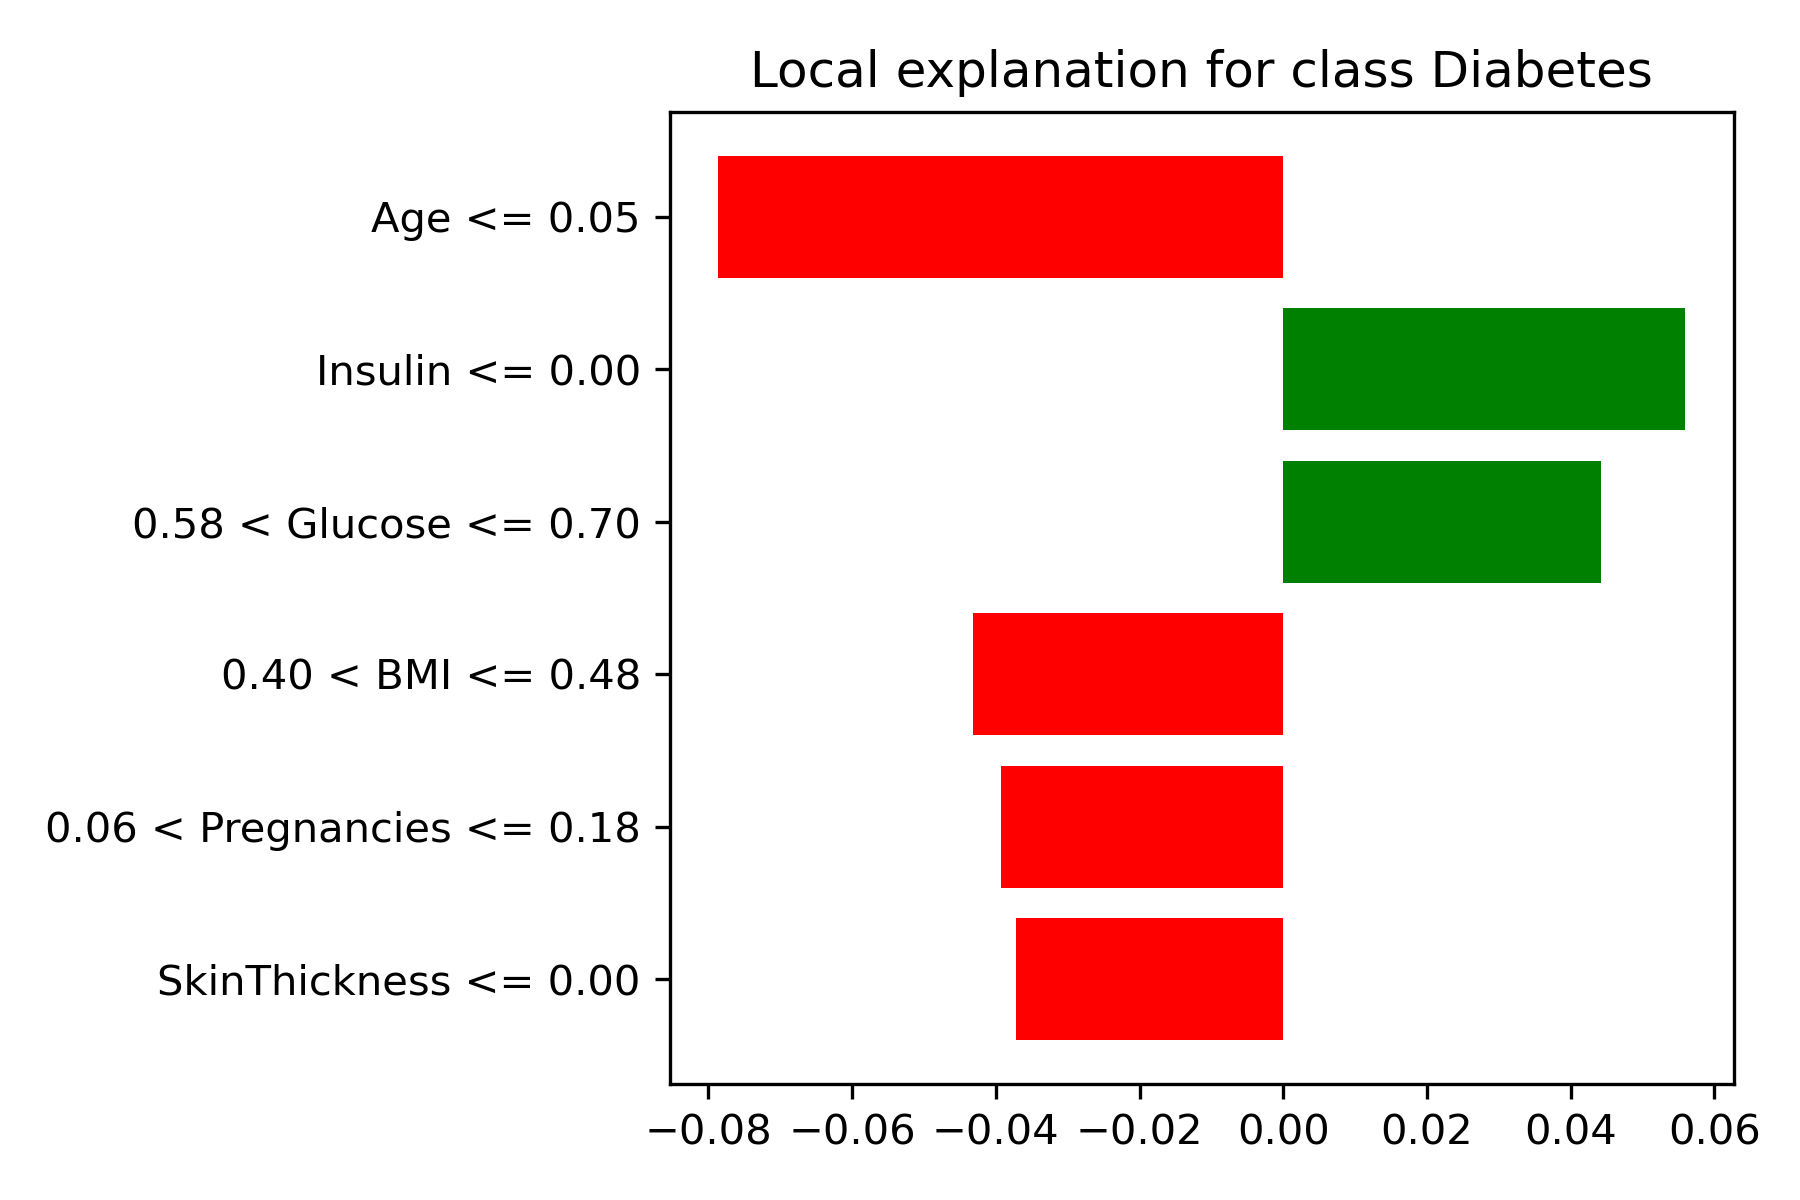 Local explanation for class Diabetes
Age <= 0.05
Insulin <= 0.00
0.58 < Glucose <= 0.70
0.40 < BMI <= 0.48
0.06 < Pregnancies <= 0.18
SkinThickness <= 0.00
−0.08 −0.06 −0.04 −0.02 0.00 0.02 0.04 0.06